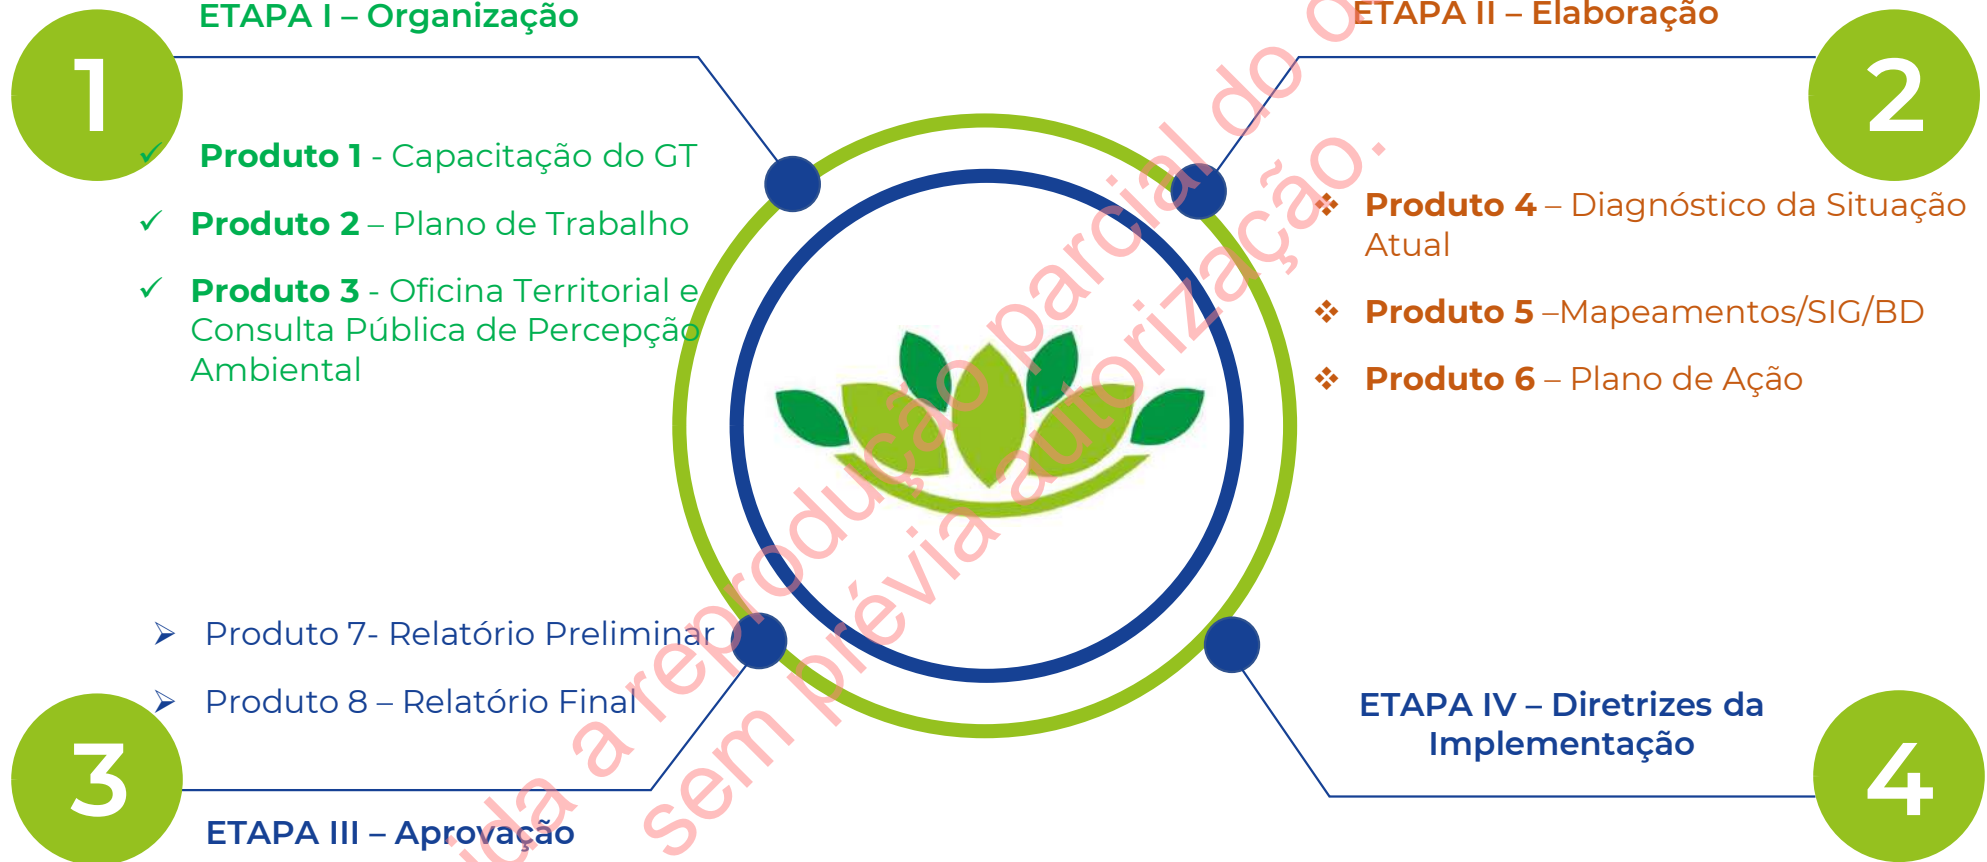 ETAPA I – Organização
1
✓ Produto 1 - Capacitação do GT
✓ Produto 2 – Plano de Trabalho
✓ Produto 3 - Oficina Territorial e
Consulta Pública de Percepção
Ambiental
ETAPA II – Elaboração
2
❖ Produto 4 – Diagnóstico da Situação
Atual
❖ Produto 5 –Mapeamentos/SIG/BD
❖ Produto 6 – Plano de Ação
➢ Produto 7- Relatório Preliminar
➢ Produto 8 – Relatório Final
3
ETAPA III – Aprovação
ETAPA IV – Diretrizes da
Implementação
4
a reprodução parcial do
sem prévia autorização.